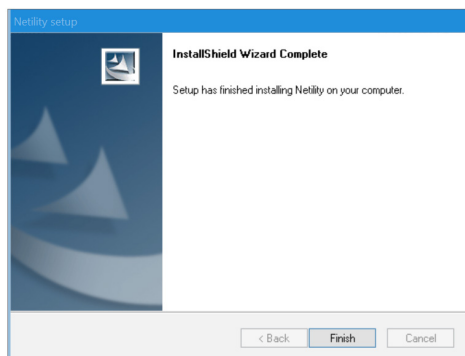 Netility setup
InstallShield Wizard Complete
Setup has finished installing Netility on your computer.
< Back
Finish
Cancel